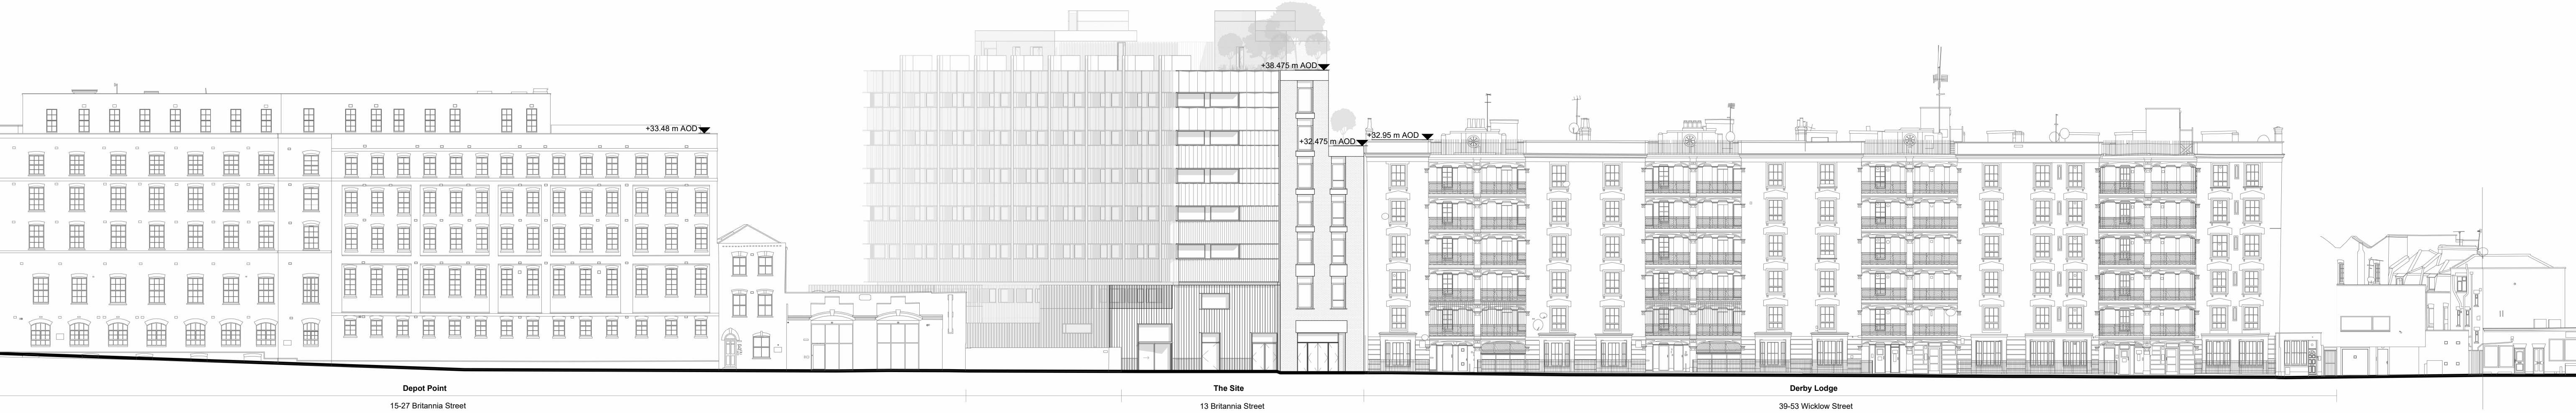 +38.475 m AOD
+33.48 m AOD
+32.95 m AOD
+32.475 m AOD
Depot Point
The Site
Derby Lodge
15-27 Britannia Street
13 Britannia Street
39-53 Wicklow Street